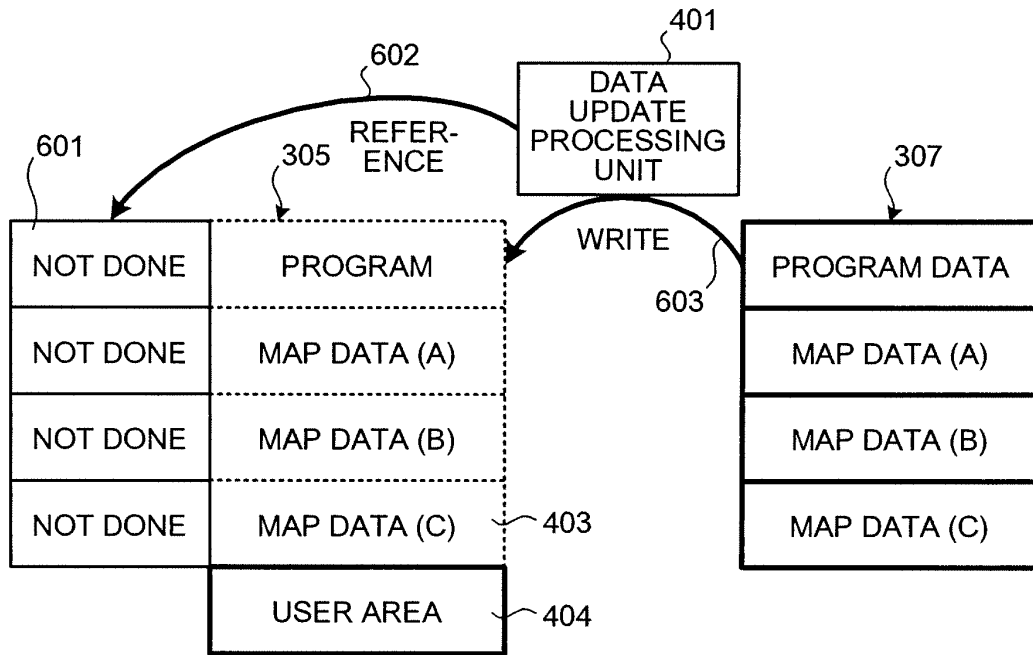 401
602
DATA
UPDATE
PROCESSING
UNIT
REFER-
ENCE
601
305
307
WRITE
603
NOT DONE
PROGRAM
PROGRAM DATA
NOT DONE
MAP DATA (A)
MAP DATA (A)
NOT DONE
MAP DATA (B)
MAP DATA (B)
NOT DONE
MAP DATA (C)
403
MAP DATA (C)
USER AREA
404